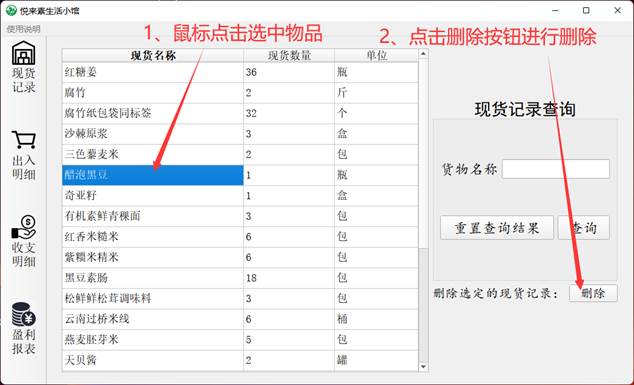 悦来素生活小馆
使用说明
1、鼠标点击选中物品
2、点击删除按钮进行删除
现货
记录
出入
明细
收支
明细
盈利
报表
现货名称 现货数量 单位
红糖姜 36 瓶
腐竹 2 斤
腐竹纸包袋同标签 32 个
沙棘原浆 3 盒
三色藜麦米 2 包
醋泡黑豆 1 瓶
奇亚籽 1 盒
有机素鲜青稞面 3 包
红香米糙米 6 包
紫糯米精米 6 包
黑豆素肠 18 包
松鲜鲜松茸调味料 3 包
云南过桥米线 6 桶
燕麦胚芽米 5 包
天贝酱 2 罐
现货记录查询
货物名称
重置查询结果 查询
删除选定的现货记录： 删除